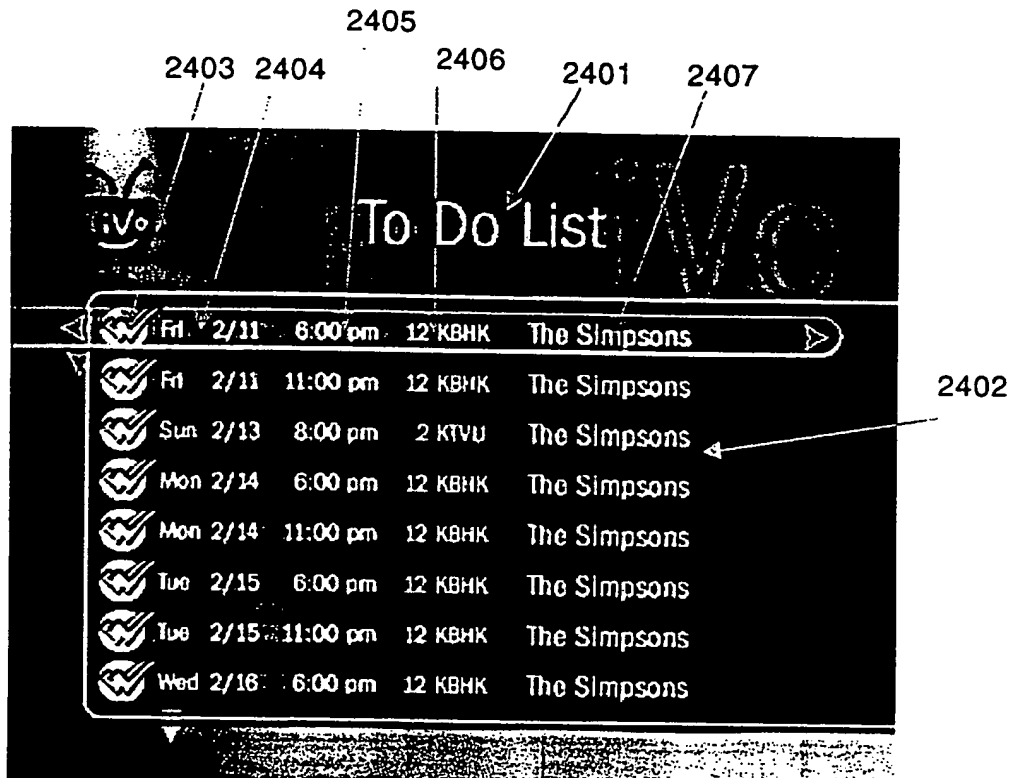 2405
2403 2404 2406 2401 2407
TiVo To Do List TiVo
Fri 2/11 6:00 pm 12 KBHK The Simpsons
Fri 2/11 11:00 pm 12 KBHK The Simpsons
2402
Sun 2/13 8:00 pm 2 KTVU The Simpsons
Mon 2/14 6:00 pm 12 KBHK The Simpsons
Mon 2/14 11:00 pm 12 KBHK The Simpsons
Tue 2/15 6:00 pm 12 KBHK The Simpsons
Tue 2/15 11:00 pm 12 KBHK The Simpsons
Wed 2/16 6:00 pm 12 KBHK The Simpsons